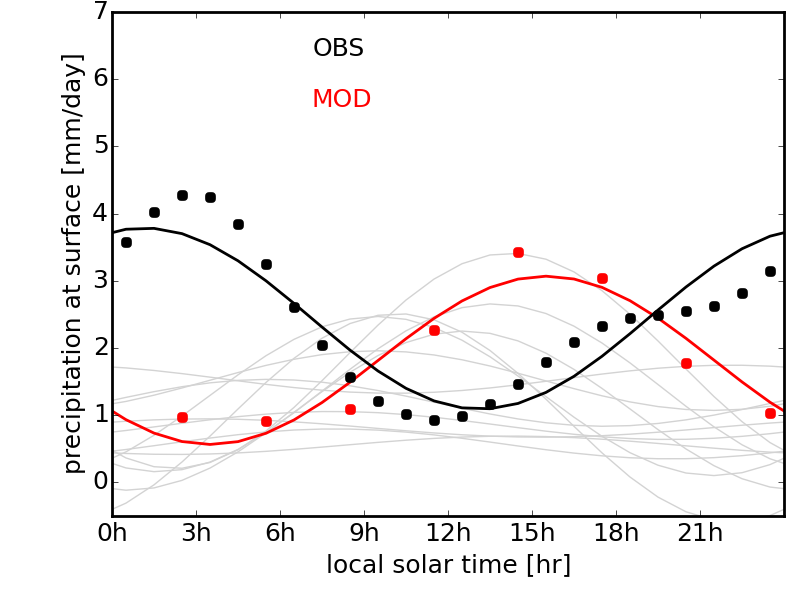 7
OBS
6
MOD
5
4
3
2
1
0
precipitation at surface [mm/day]
0h 3h 6h 9h 12h 15h 18h 21h
local solar time [hr]